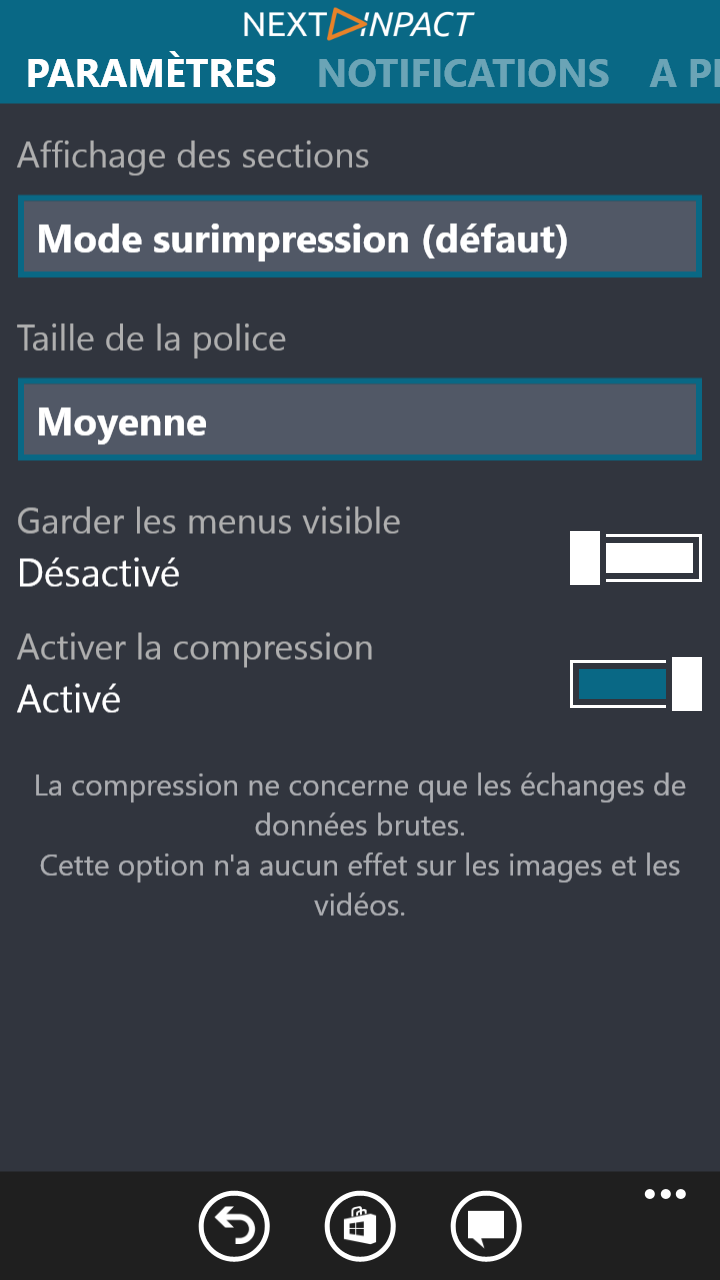 NEXT INPACT
PARAMÈTRES NOTIFICATIONS A P
Affichage des sections
Mode surimpression (défaut)
Taille de la police
Moyenne
Garder les menus visible
Désactivé
Activer la compression
Activé
La compression ne concerne que les échanges de
données brutes.
Cette option n'a aucun effet sur les images et les
vidéos.